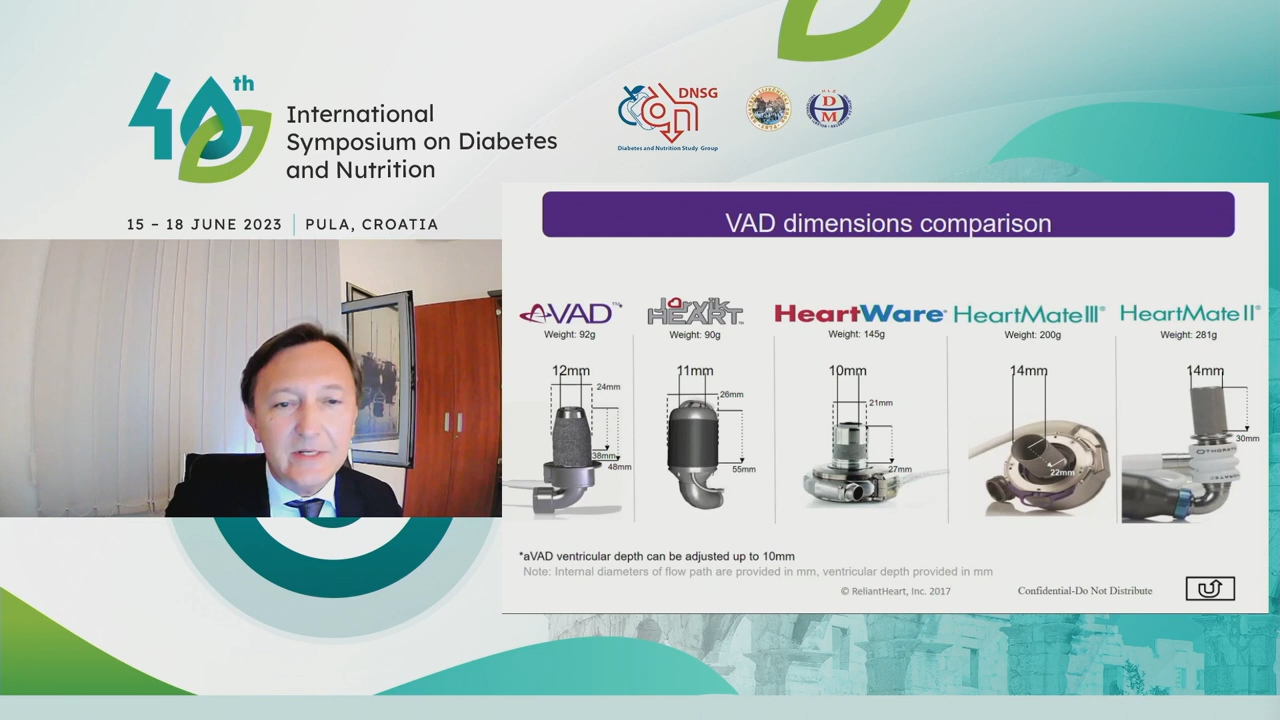 40th
International
Symposium on Diabetes
and Nutrition
15 – 18 JUNE 2023 | PULA, CROATIA
DNSG
Diabetes and Nutrition Study Group
D
M
VAD dimensions comparison
aVAD™
Weight: 92g
12mm
24mm
38mm
48mm
Jarvik
HEART
Weight: 90g
11mm
26mm
55mm
HeartWare®
Weight: 145g
10mm
21mm
27mm
HeartMate III®
Weight: 200g
14mm
22mm
HeartMate II®
Weight: 281g
14mm
30mm
*aVAD ventricular depth can be adjusted up to 10mm
Note: Internal diameters of flow path are provided in mm, ventricular depth provided in mm
© ReliantHeart, Inc. 2017
Confidential-Do Not Distribute